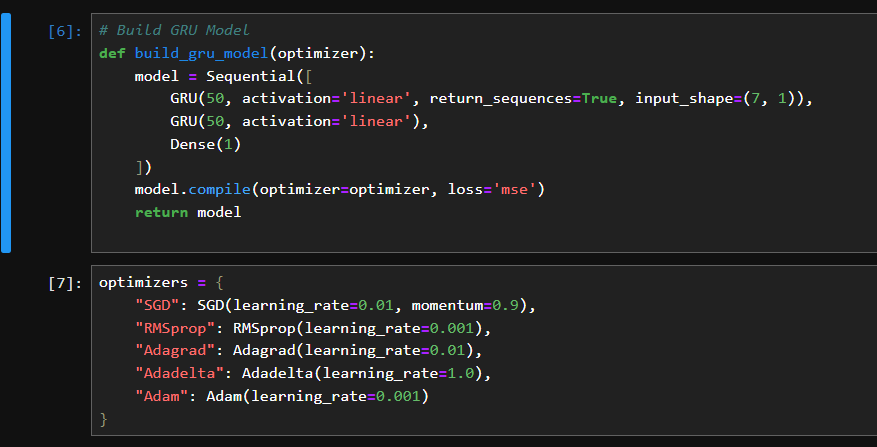 [6]: # Build GRU Model
def build_gru_model(optimizer):
    model = Sequential([
        GRU(50, activation='linear', return_sequences=True, input_shape=(7, 1)),
        GRU(50, activation='linear'),
        Dense(1)
    ])
    model.compile(optimizer=optimizer, loss='mse')
    return model
[7]: optimizers = {
    "SGD": SGD(learning_rate=0.01, momentum=0.9),
    "RMSprop": RMSprop(learning_rate=0.001),
    "Adagrad": Adagrad(learning_rate=0.01),
    "Adadelta": Adadelta(learning_rate=1.0),
    "Adam": Adam(learning_rate=0.001)
}